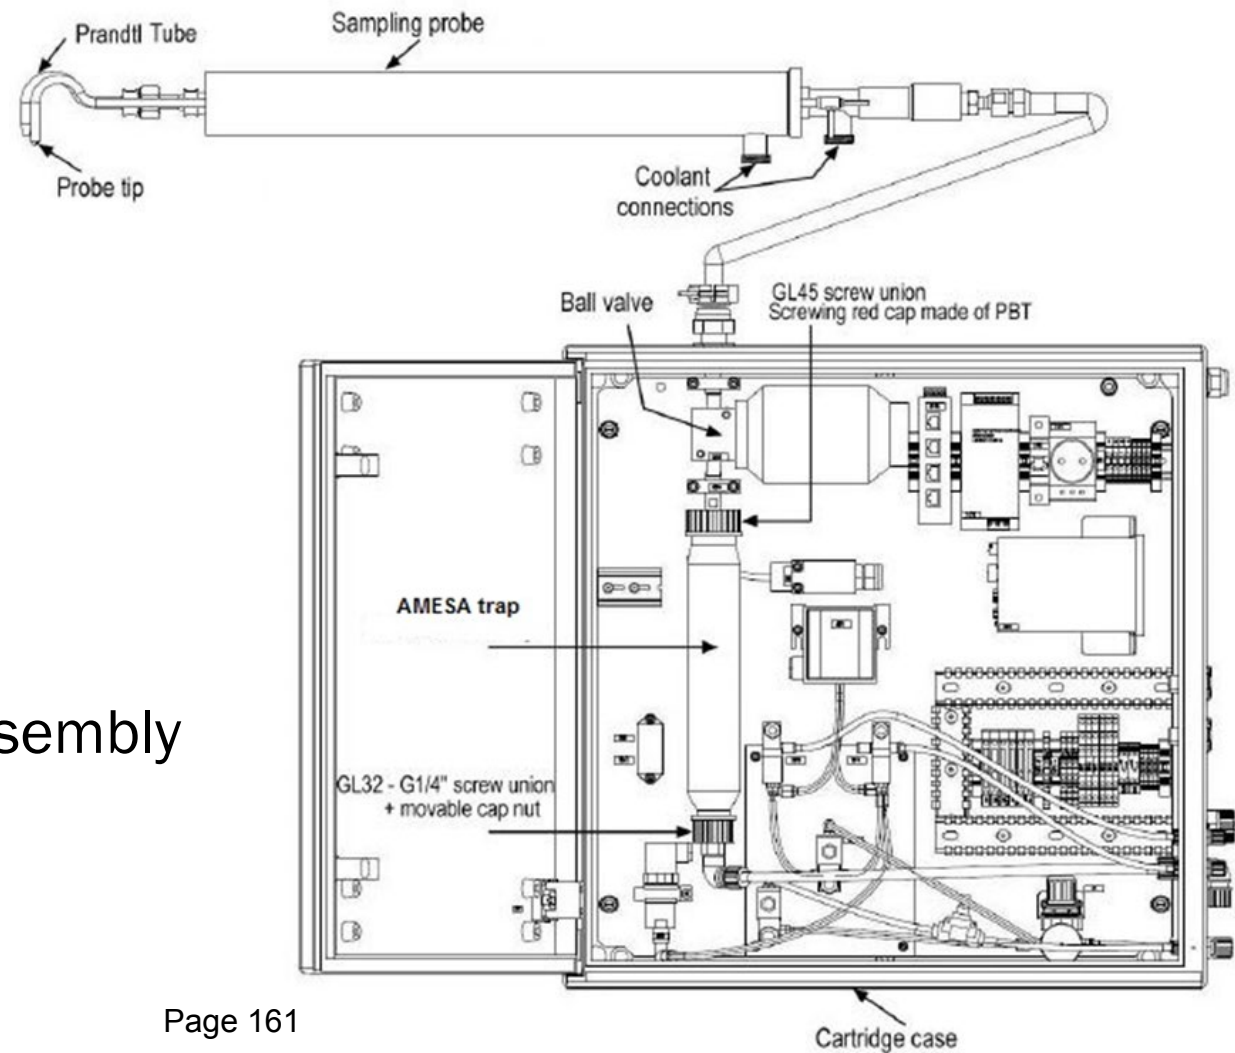 Prandtl Tube
Sampling probe
Probe tip
Coolant
connections
Ball valve
GL45 screw union
Screwing red cap made of PBT
AMESA trap
sembly
GL32 - G1/4" screw union
+ movable cap nut
Page 161
Cartridge case